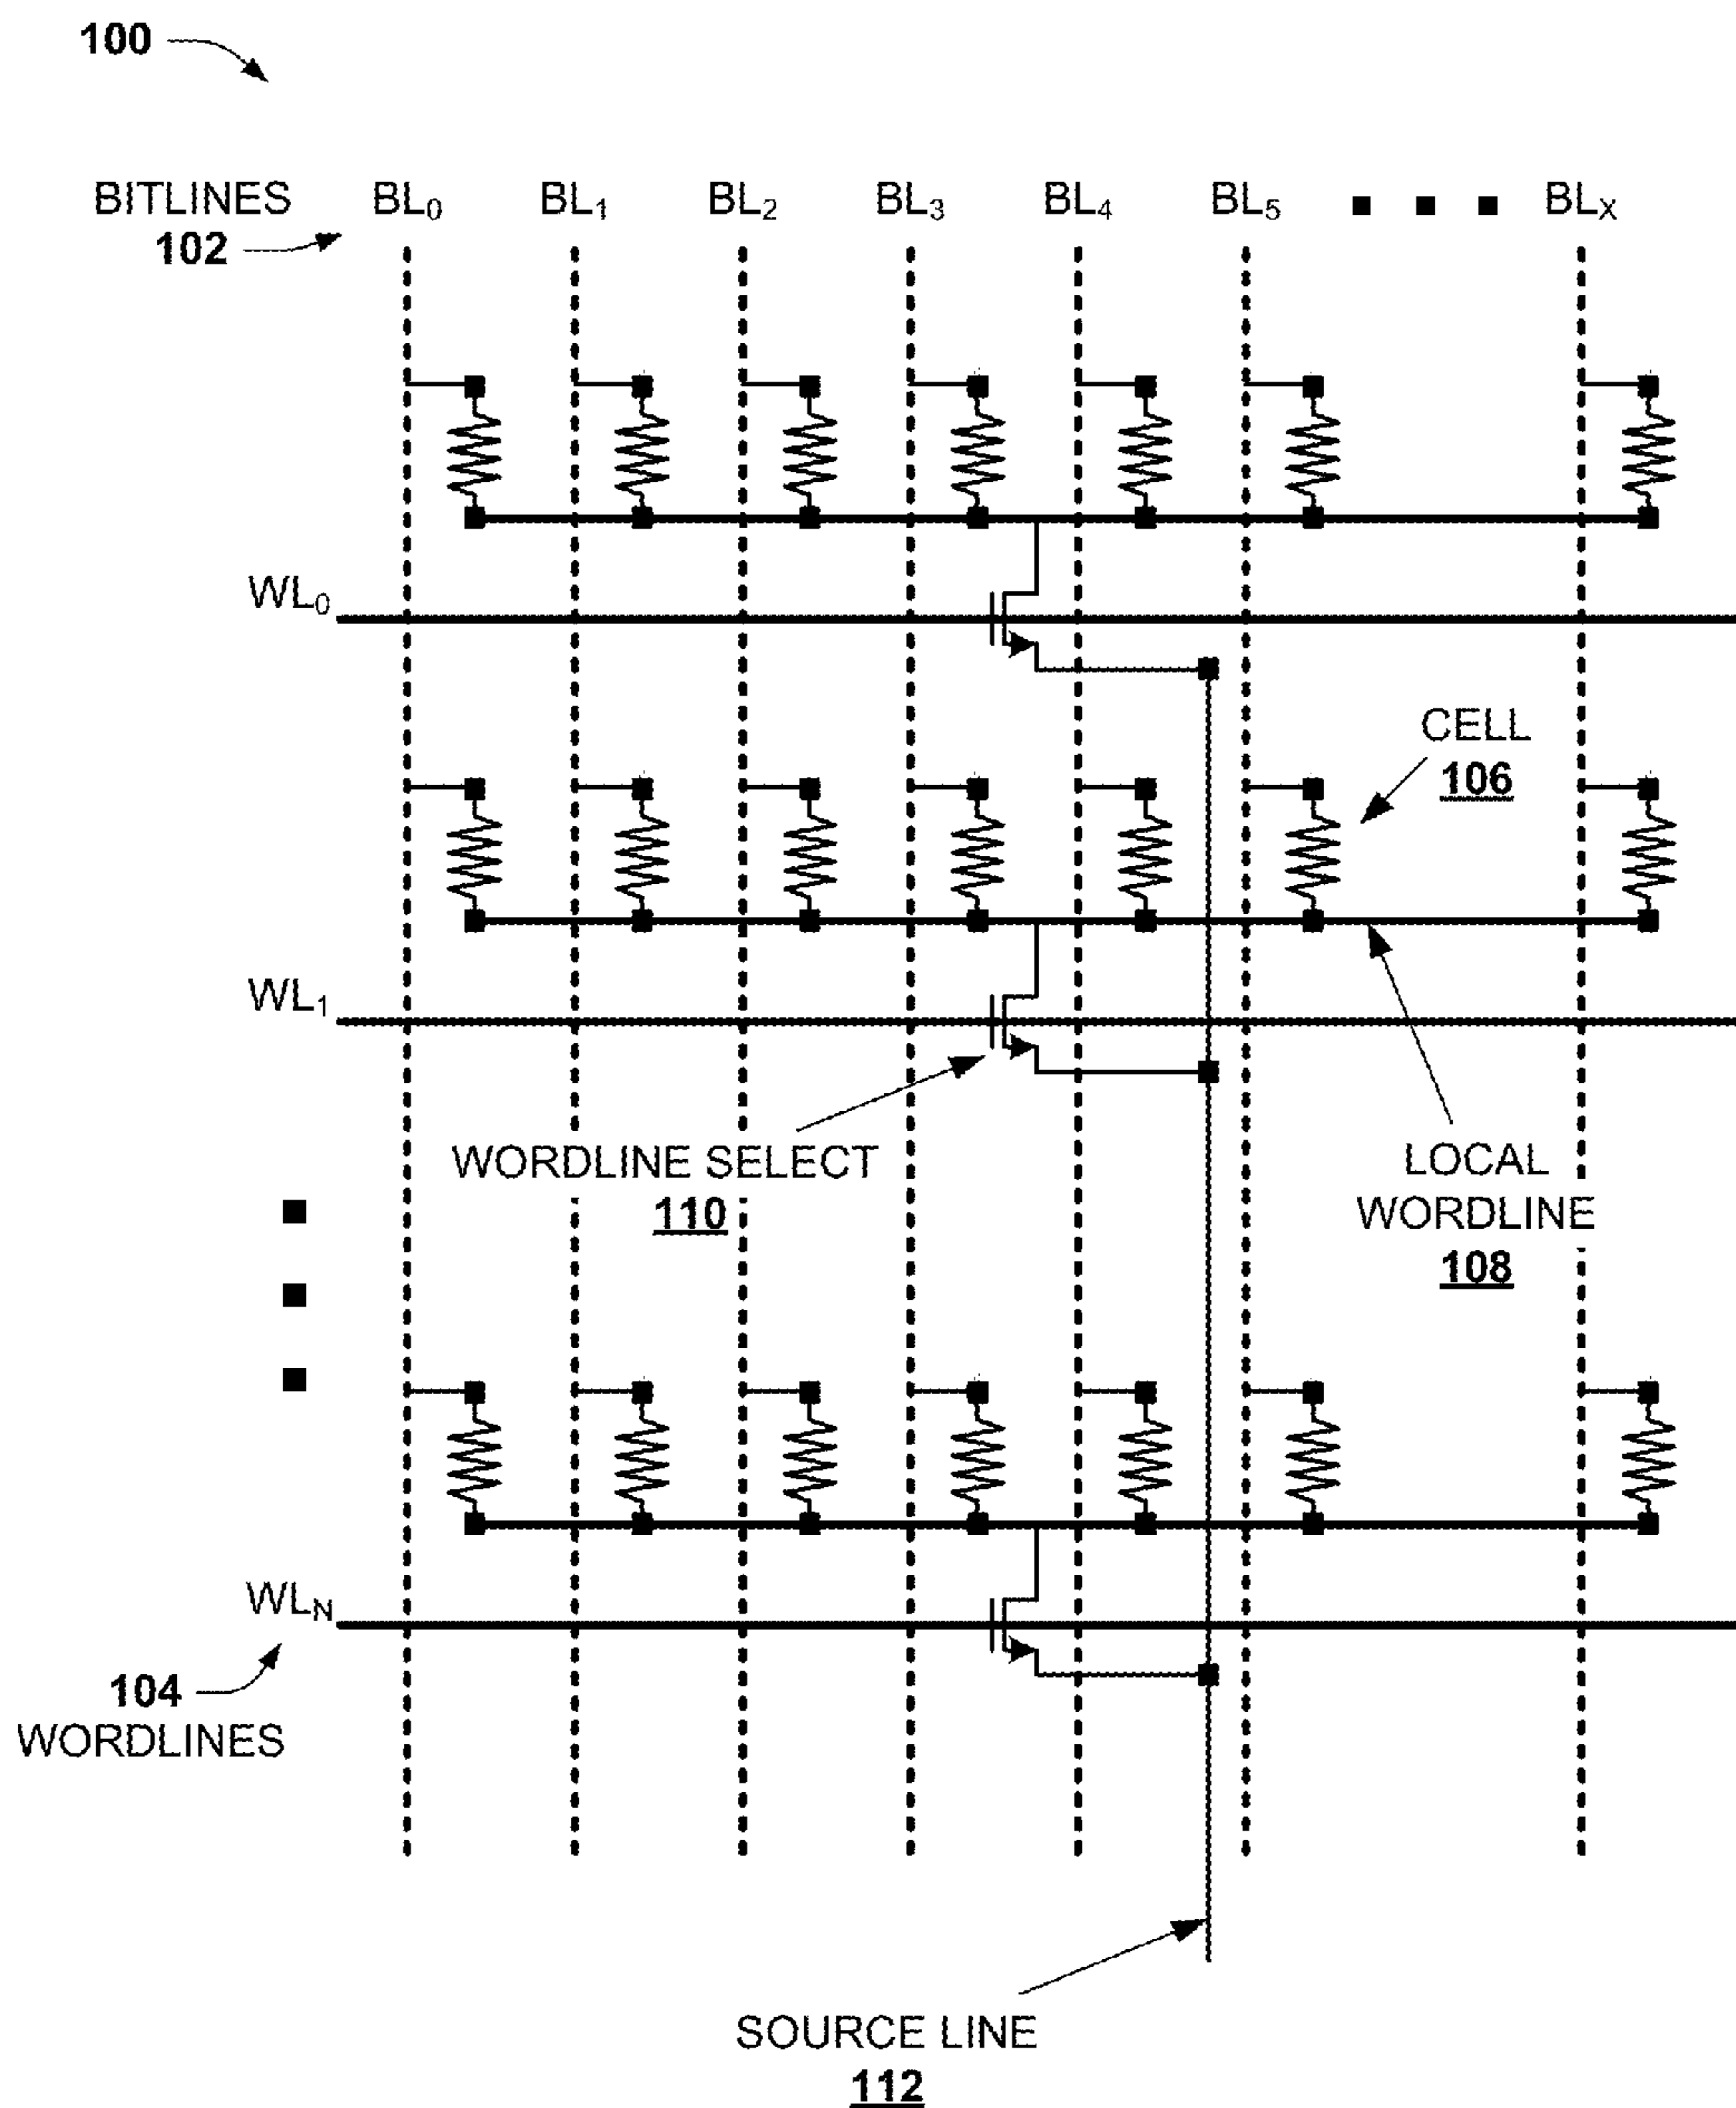 100
BITLINES
102
BL₀ BL₁ BL₂ BL₃ BL₄ BL₅ BLₓ
WL₀
CELL
106
WL₁
WORDLINE SELECT
110
LOCAL
WORDLINE
108
WL_N
104
WORDLINES
SOURCE LINE
112